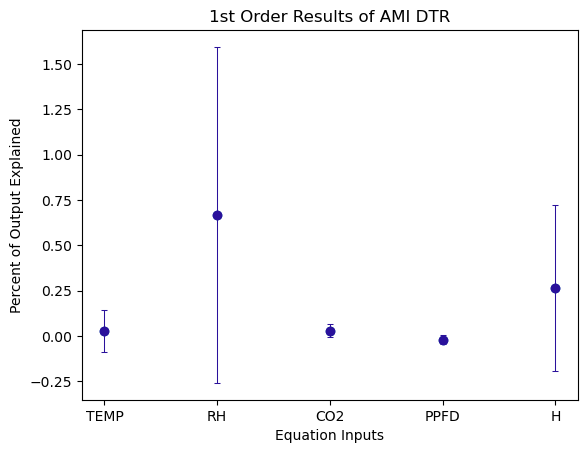 1st Order Results of AMI DTR
Percent of Output Explained
1.50
1.25
1.00
0.75
0.50
0.25
0.00
−0.25
TEMP RH CO2 PPFD H
Equation Inputs